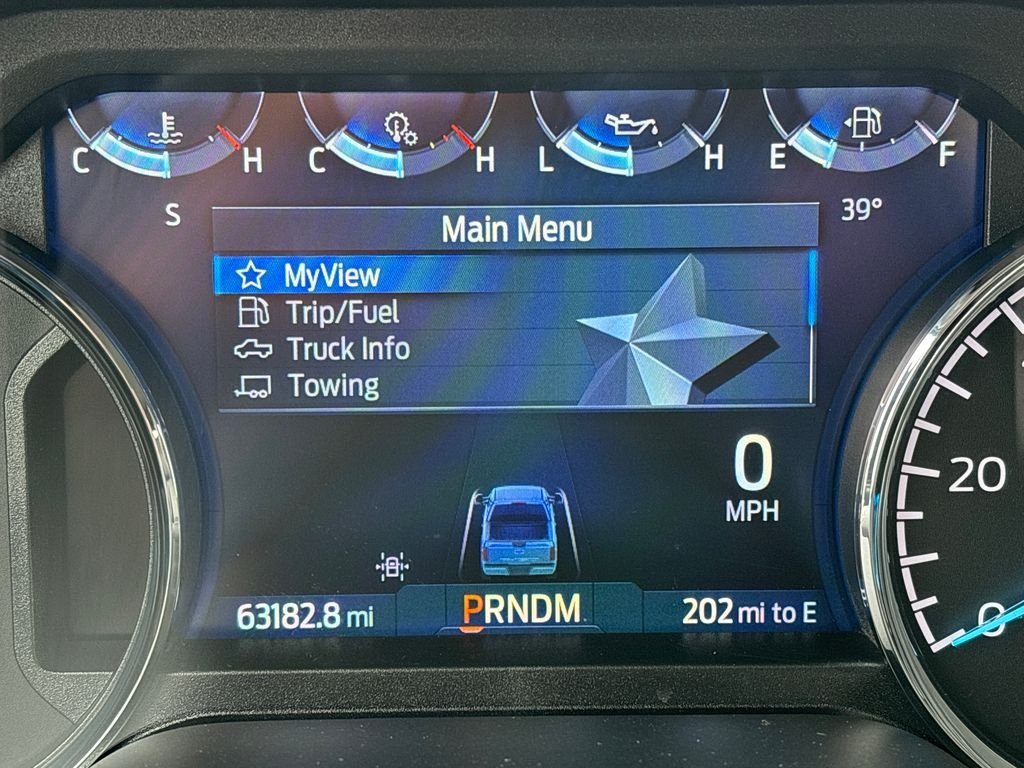 C H C H L H E F
S 39°
Main Menu
MyView
Trip/Fuel
Truck Info
Towing
0
MPH
20
0
63182.8 mi PRNDM 202 mi to E